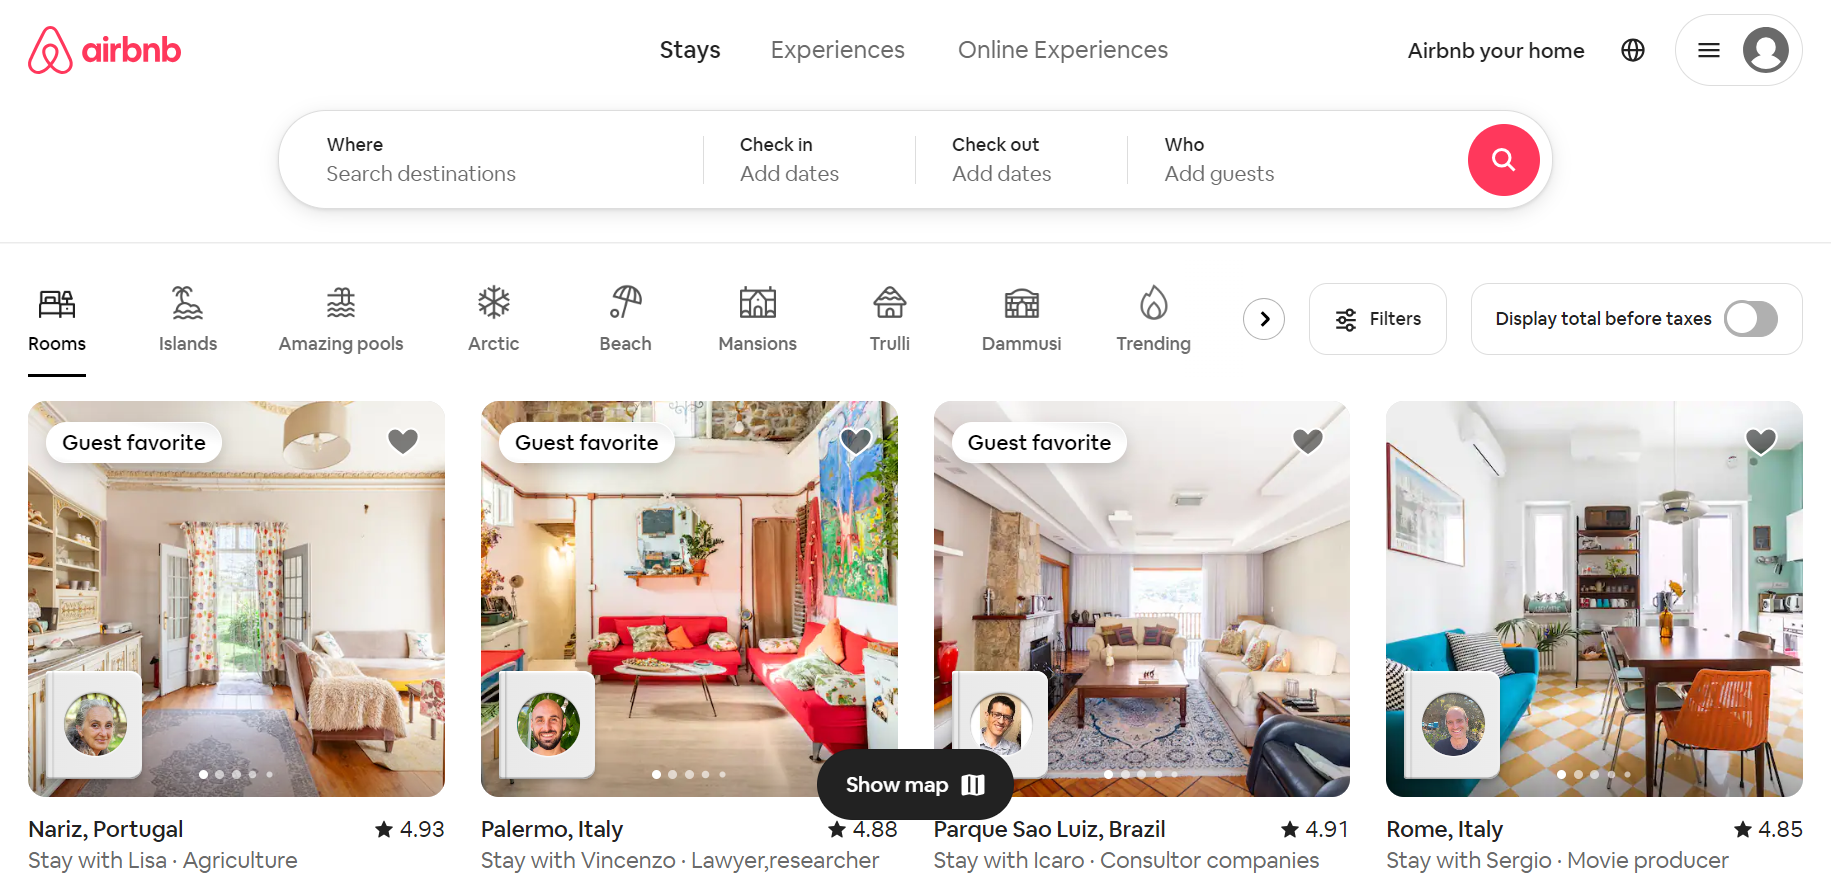 airbnb
Stays Experiences Online Experiences
Airbnb your home
Where
Search destinations
Check in
Add dates
Check out
Add dates
Who
Add guests
Rooms
Islands
Amazing pools
Arctic
Beach
Mansions
Trulli
Dammusi
Trending
Filters
Display total before taxes
Guest favorite
Guest favorite
Guest favorite
Show map
Nariz, Portugal 4.93
Stay with Lisa · Agriculture
Palermo, Italy 4.88
Stay with Vincenzo · Lawyer,researcher
Parque Sao Luiz, Brazil 4.91
Stay with Icaro · Consultor companies
Rome, Italy 4.85
Stay with Sergio · Movie producer